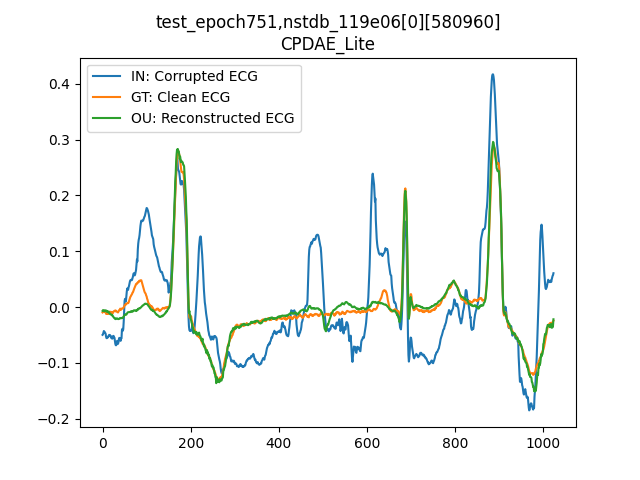 test_epoch751,nstdb_119e06[0][580960]
CPDAE_Lite
IN: Corrupted ECG
GT: Clean ECG
OU: Reconstructed ECG
0.4
0.3
0.2
0.1
0.0
−0.1
−0.2
0 200 400 600 800 1000